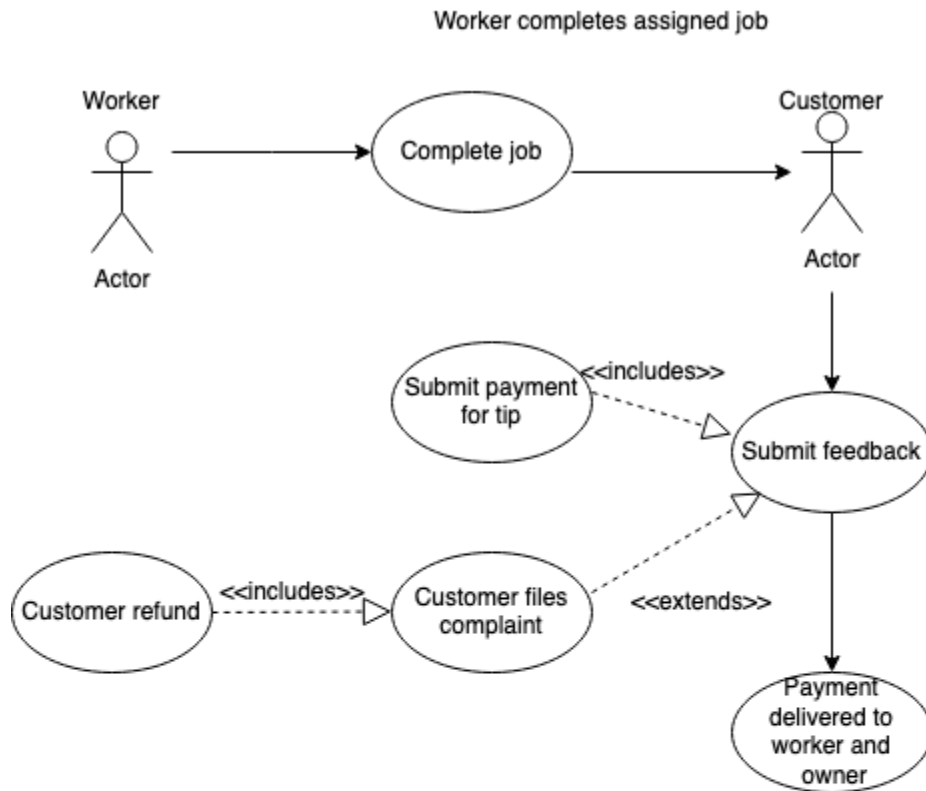 Worker completes assigned job
Worker
Customer
Complete job
Actor
Actor
Submit payment
for tip
<<includes>>
Submit feedback
Customer refund
<<includes>>
Customer files
complaint
<<extends>>
Payment
delivered to
worker and
owner